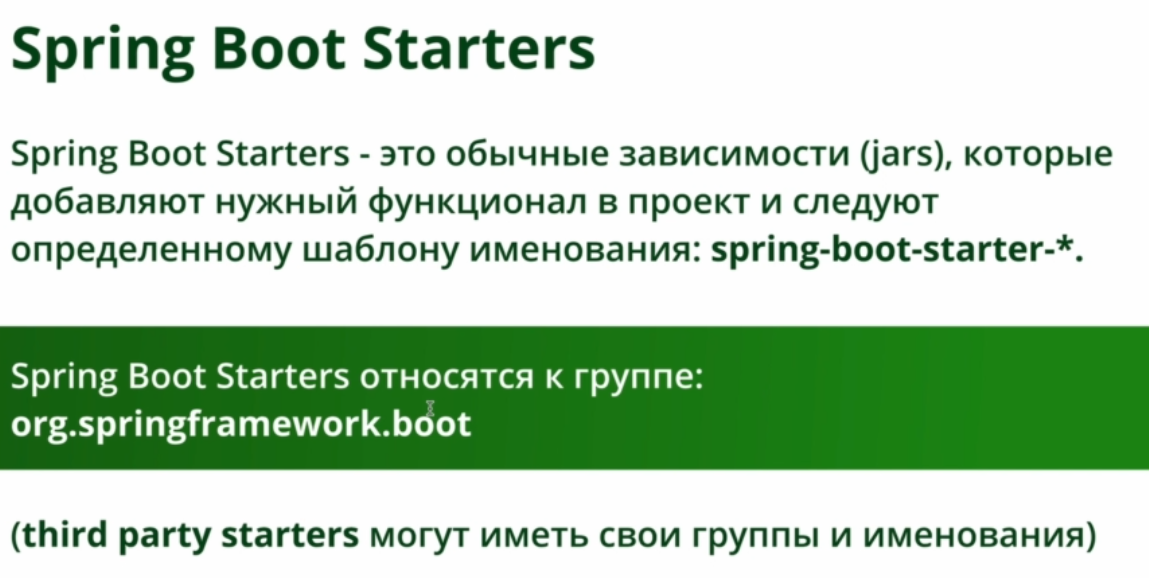 Spring Boot Starters
Spring Boot Starters - это обычные зависимости (jars), которые
добавляют нужный функционал в проект и следуют
определенному шаблону именования: spring-boot-starter-*.
Spring Boot Starters относятся к группе:
org.springframework.boot
(third party starters могут иметь свои группы и именования)